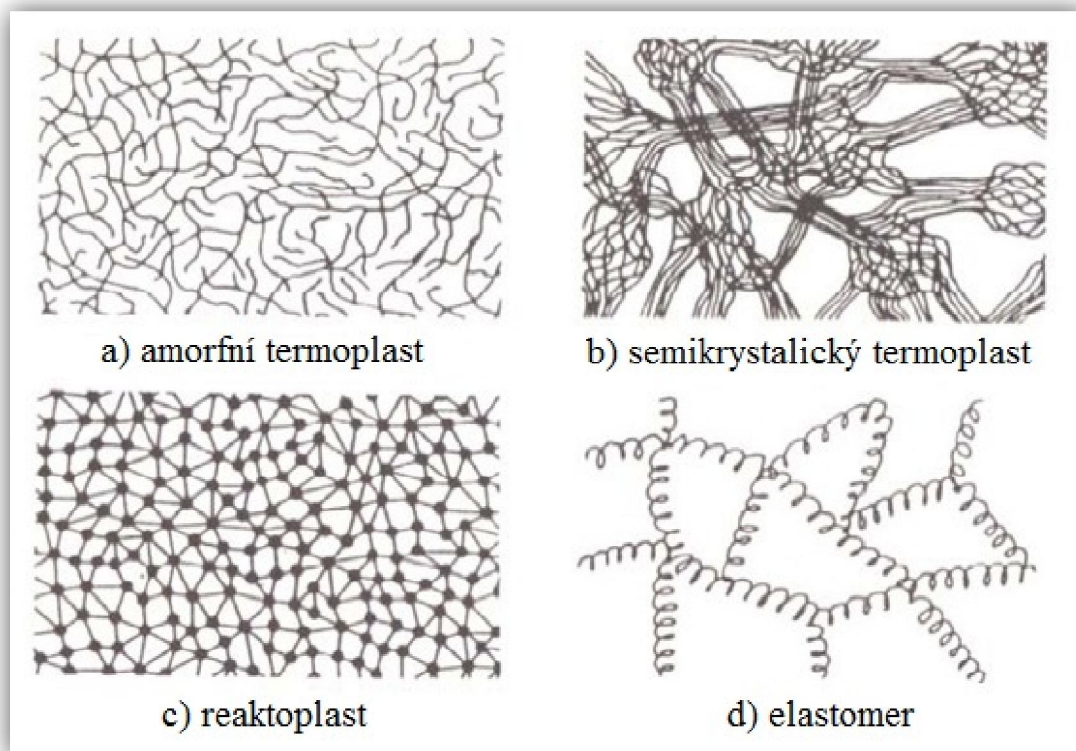 a) amorfní termoplast
b) semikrystalický termoplast
c) reaktoplast
d) elastomer